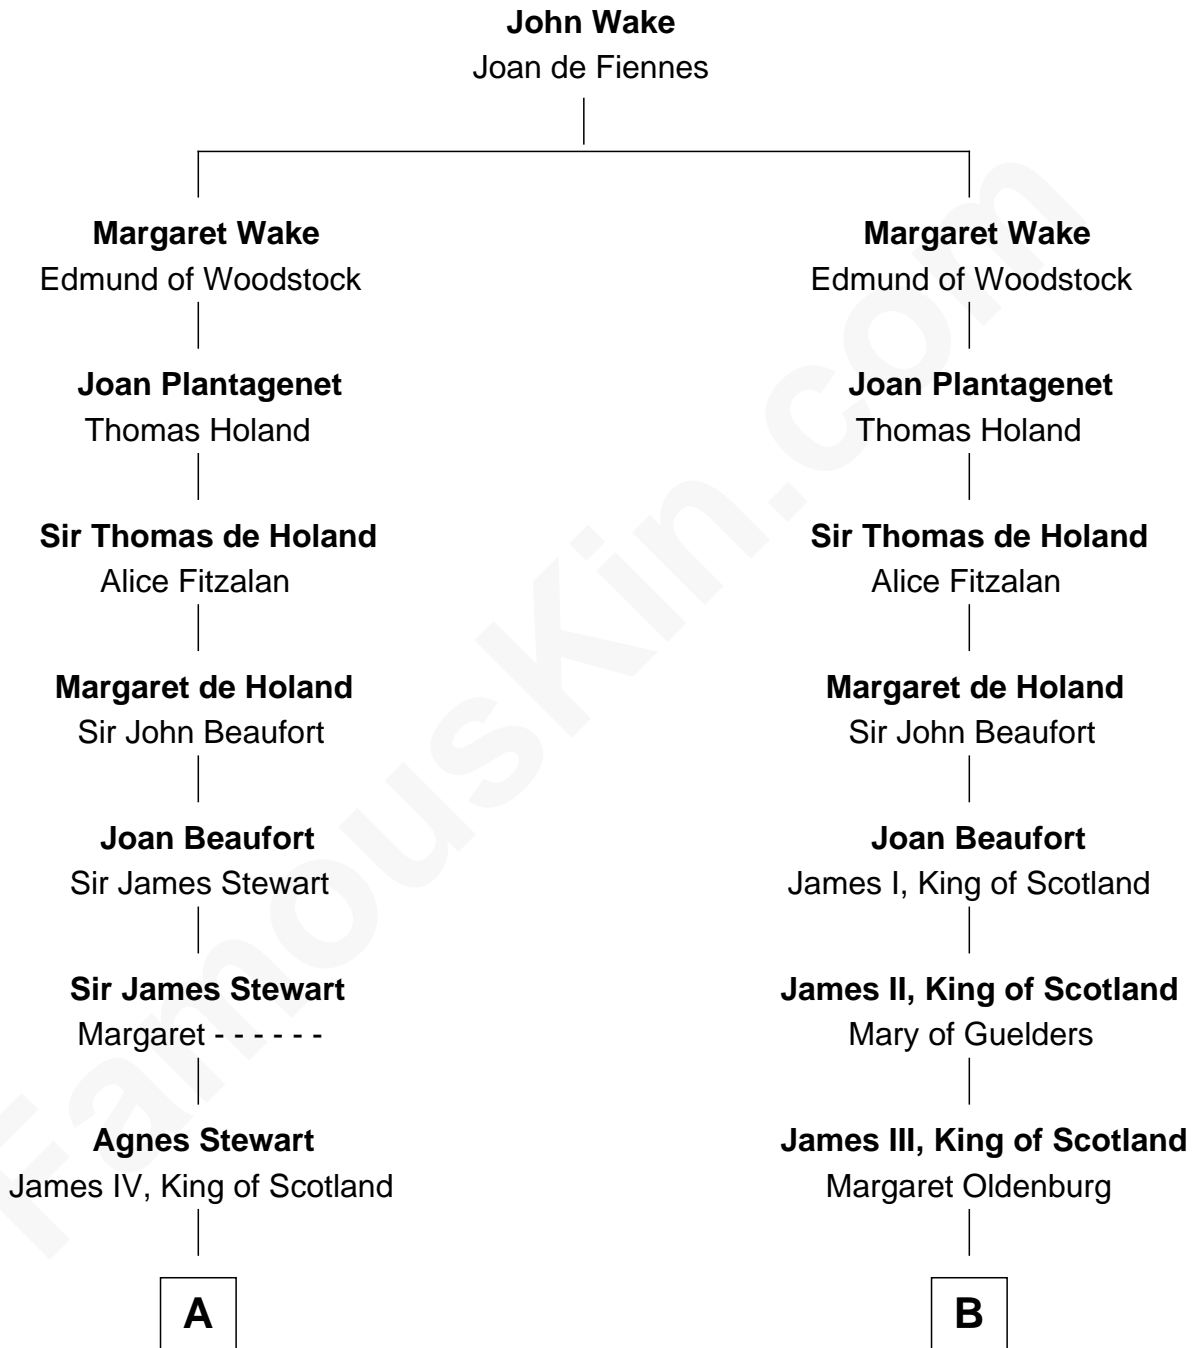 John Wake
Joan de Fiennes
Margaret Wake
Edmund of Woodstock
Joan Plantagenet
Thomas Holand
Sir Thomas de Holand
Alice Fitzalan
Margaret de Holand
Sir John Beaufort
Joan Beaufort
Sir James Stewart
Sir James Stewart
Margaret - - - - - -
Agnes Stewart
James IV, King of Scotland
A
Margaret Wake
Edmund of Woodstock
Joan Plantagenet
Thomas Holand
Sir Thomas de Holand
Alice Fitzalan
Margaret de Holand
Sir John Beaufort
Joan Beaufort
James I, King of Scotland
James II, King of Scotland
Mary of Guelders
James III, King of Scotland
Margaret Oldenburg
B
FamousKin.com